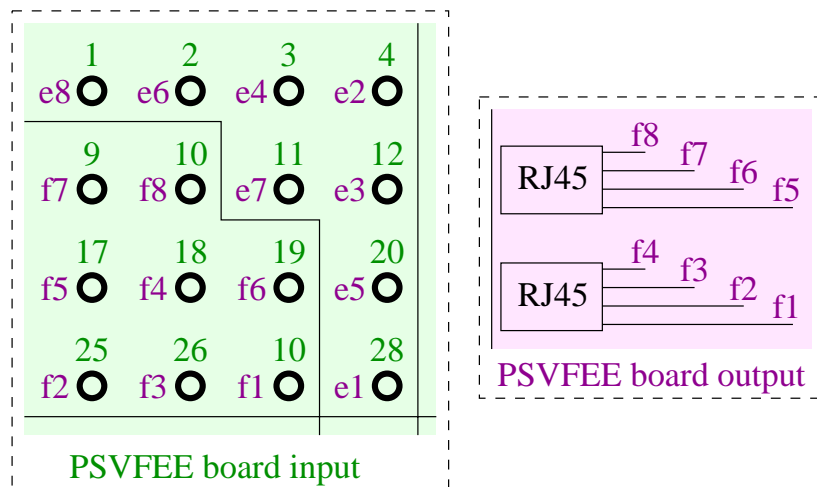 1 2 3 4
e8 e6 e4 e2
9 10 11 12
f7 f8 e7 e3
17 18 19 20
f5 f4 f6 e5
25 26 10 28
f2 f3 f1 e1
PSVFEE board input
f8
RJ45 f7
f6
f5
f4
RJ45 f3
f2
f1
PSVFEE board output